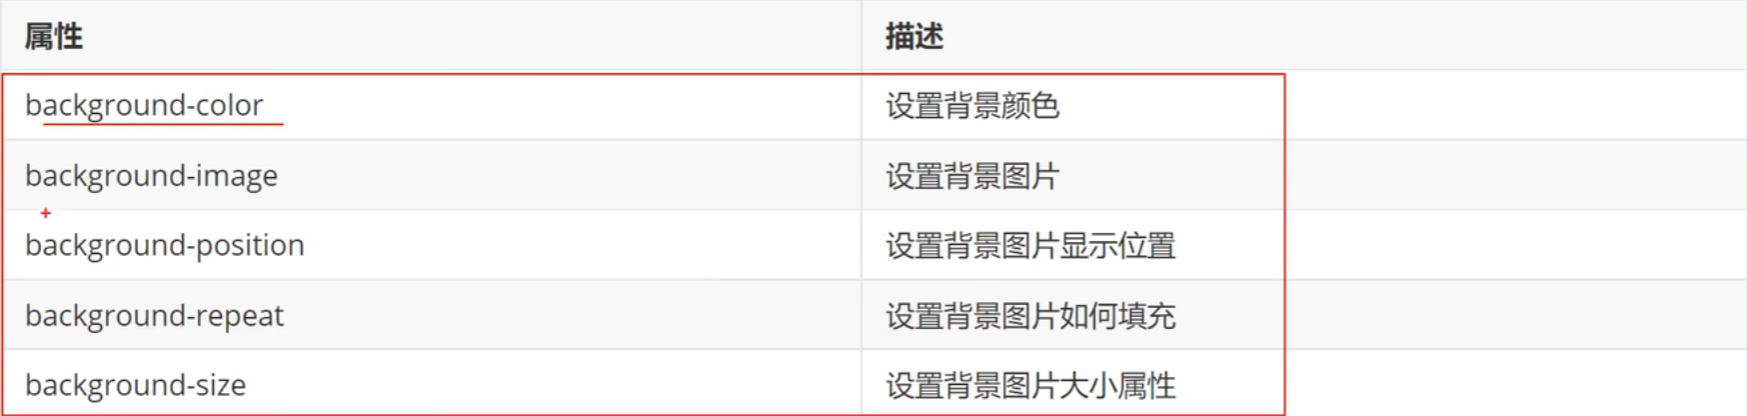 属性 描述
background-color 设置背景颜色
background-image 设置背景图片
background-position 设置背景图片显示位置
background-repeat 设置背景图片如何填充
background-size 设置背景图片大小属性